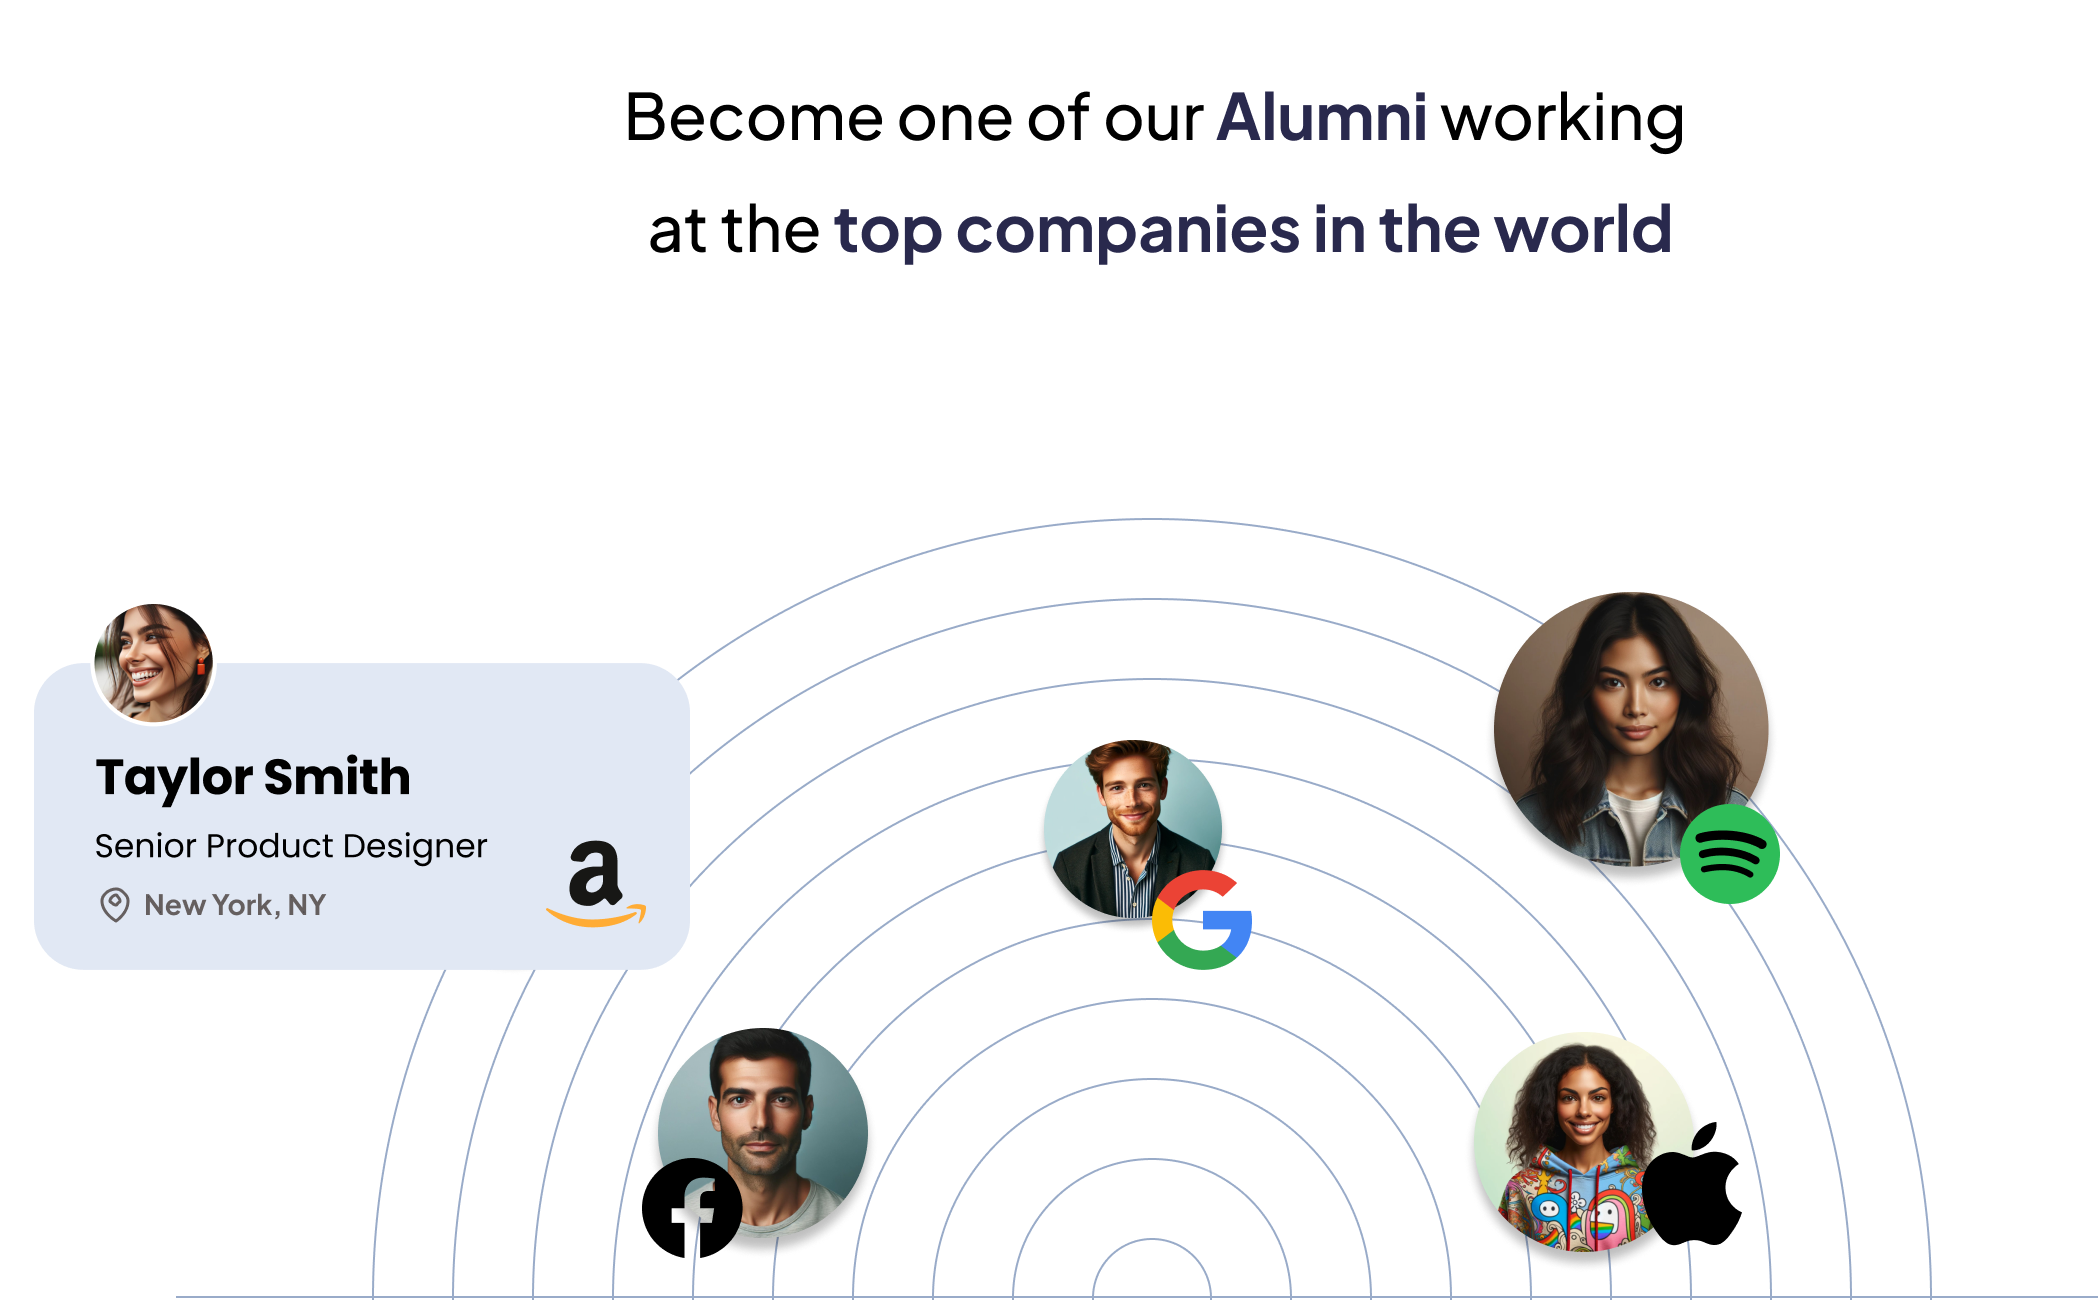 Become one of our Alumni working
at the top companies in the world
Taylor Smith
Senior Product Designer
New York, NY